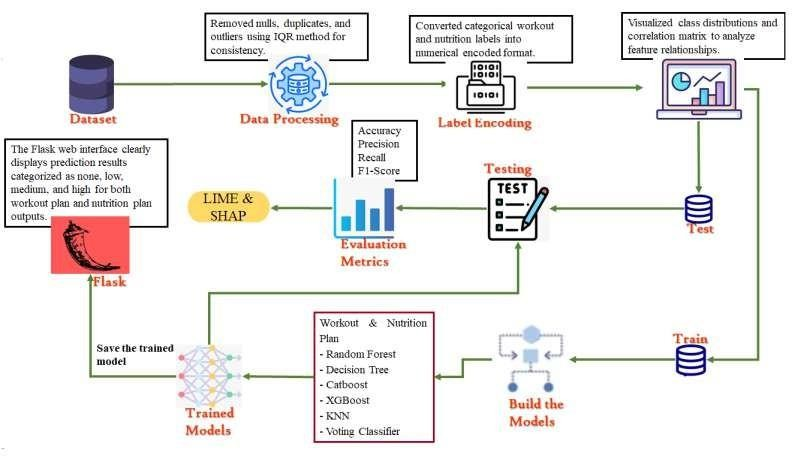 Removed nulls, duplicates, and
outliers using IQR method for
consistency.
Converted categorical workout
and nutrition labels into
numerical encoded format.
Visualized class distributions and
correlation matrix to analyze
feature relationships.
Dataset
Data Processing
Label Encoding
The Flask web interface clearly
displays prediction results
categorized as none, low,
medium, and high for both
workout plan and nutrition plan
outputs.
Accuracy
Precision
Recall
F1-Score
Testing
TEST
LIME &
SHAP
Evaluation
Metrics
Test
Flask
Save the trained
model
Workout & Nutrition
Plan
- Random Forest
- Decision Tree
- Catboost
- XGBoost
- KNN
- Voting Classifier
Train
Trained
Models
Build the
Models